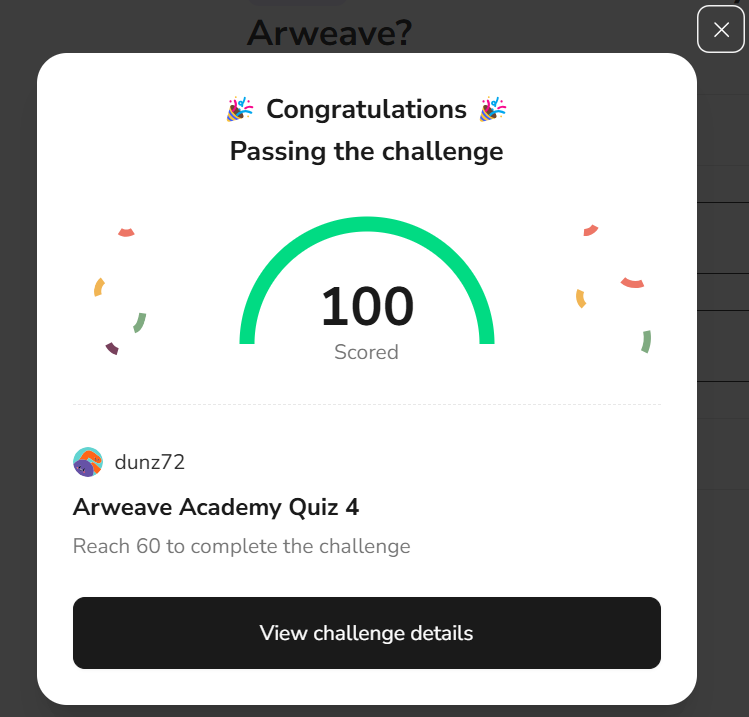 Arweave?
🎉 Congratulations 🎉
Passing the challenge
100
Scored
dunz72
Arweave Academy Quiz 4
Reach 60 to complete the challenge
View challenge details